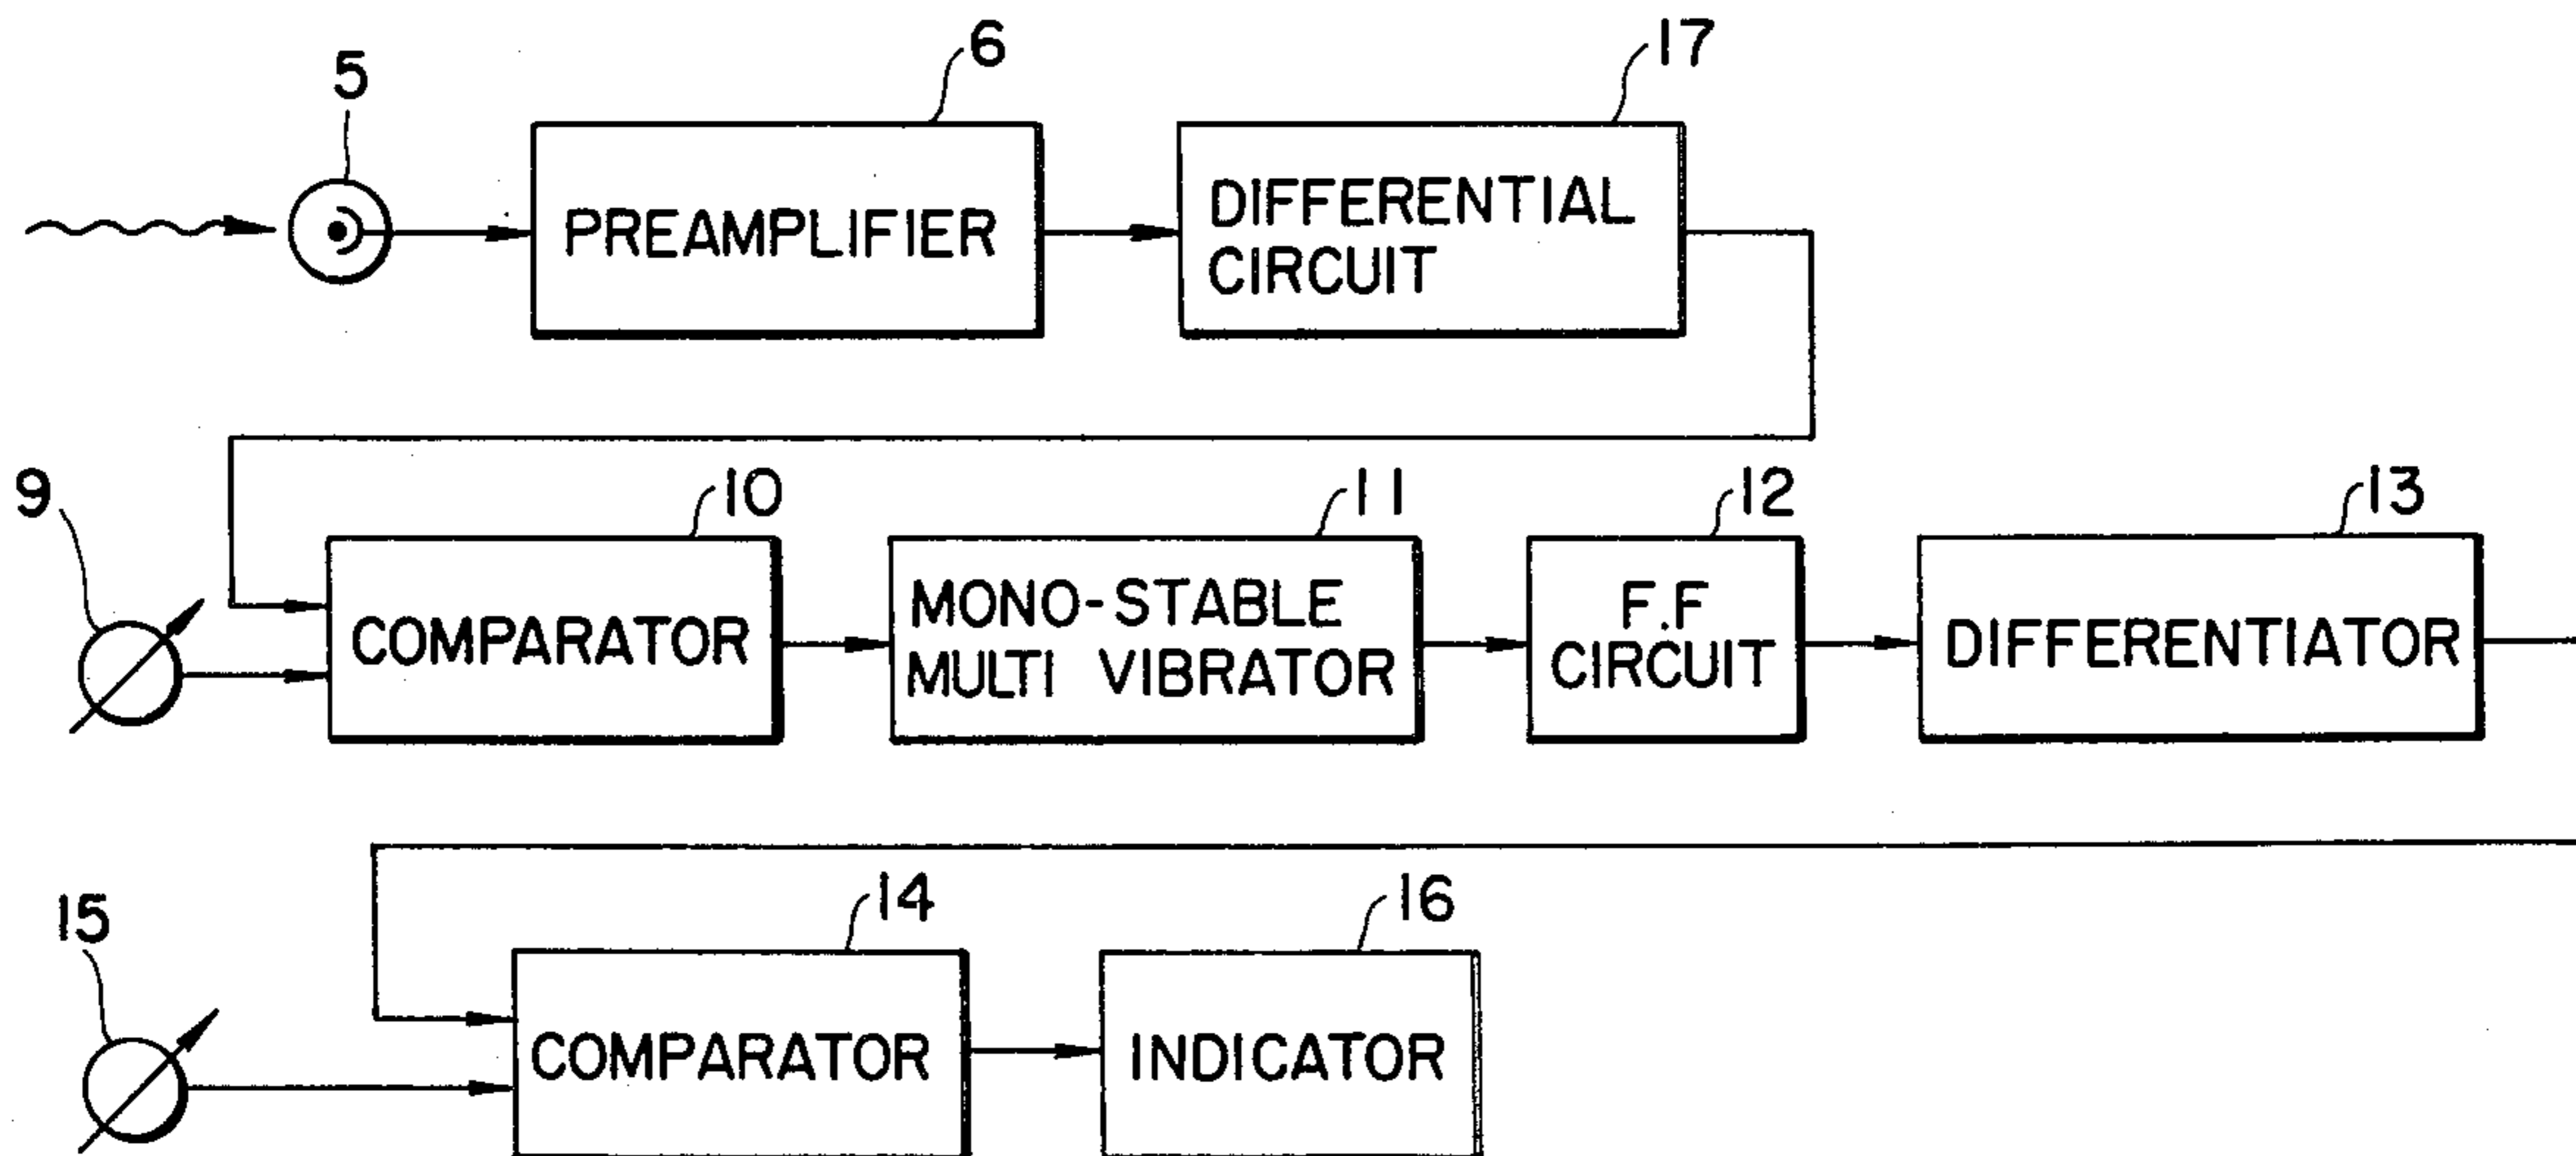 5
6
17
PREAMPLIFIER
DIFFERENTIAL
CIRCUIT
9
10
11
12
13
COMPARATOR
MONO-STABLE
MULTI VIBRATOR
F.F
CIRCUIT
DIFFERENTIATOR
15
14
16
COMPARATOR
INDICATOR